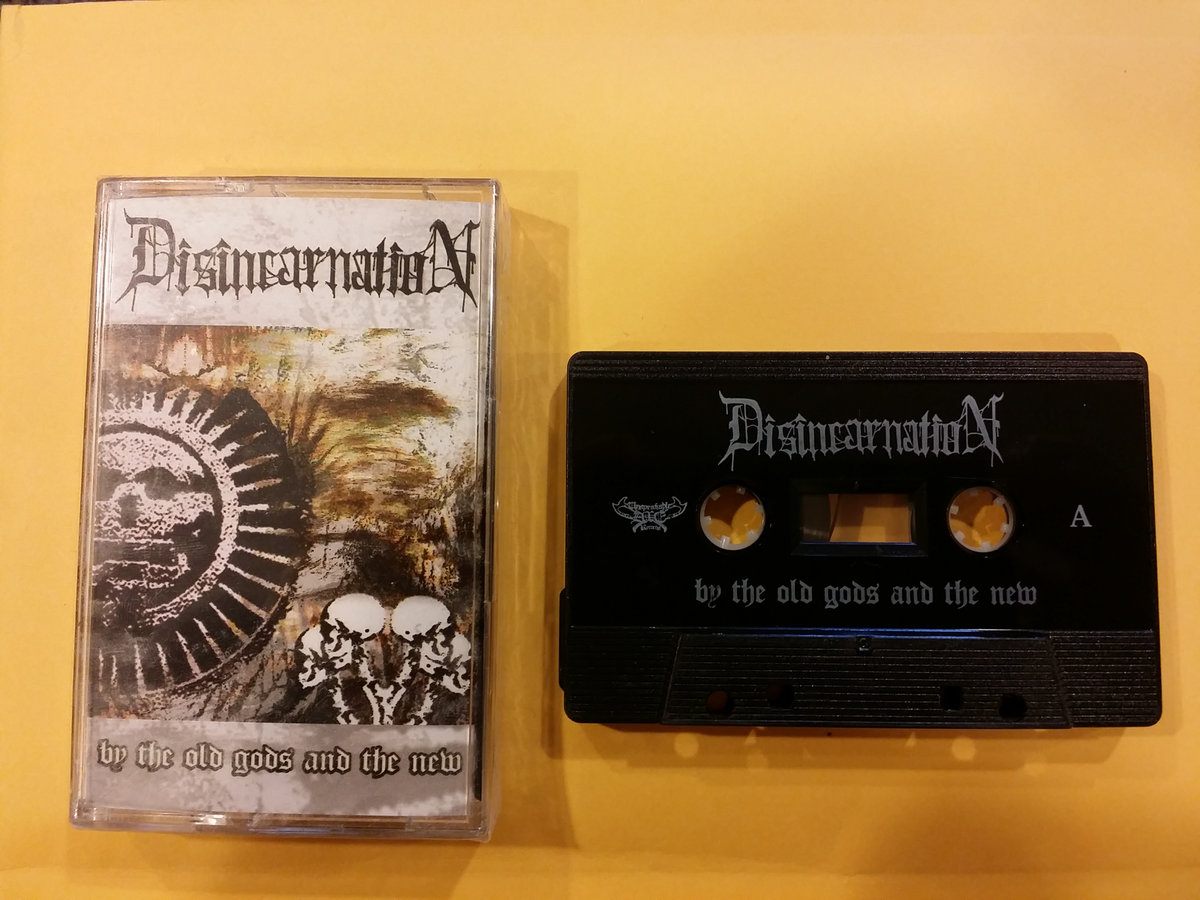 Disincarnation
by the old gods and the new
Disincarnation
A
by the old gods and the new